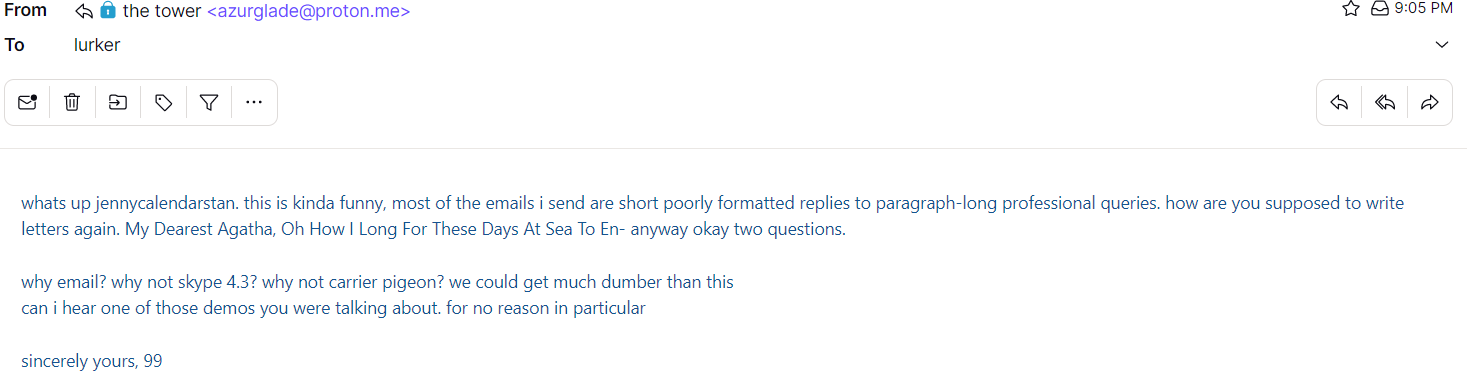 From the tower <azurglade@proton.me> 9:05 PM
To lurker
whats up jennycalendarstan. this is kinda funny, most of the emails i send are short poorly formatted replies to paragraph-long professional queries. how are you supposed to write
letters again. My Dearest Agatha, Oh How I Long For These Days At Sea To En- anyway okay two questions.
why email? why not skype 4.3? why not carrier pigeon? we could get much dumber than this
can i hear one of those demos you were talking about. for no reason in particular
sincerely yours, 99